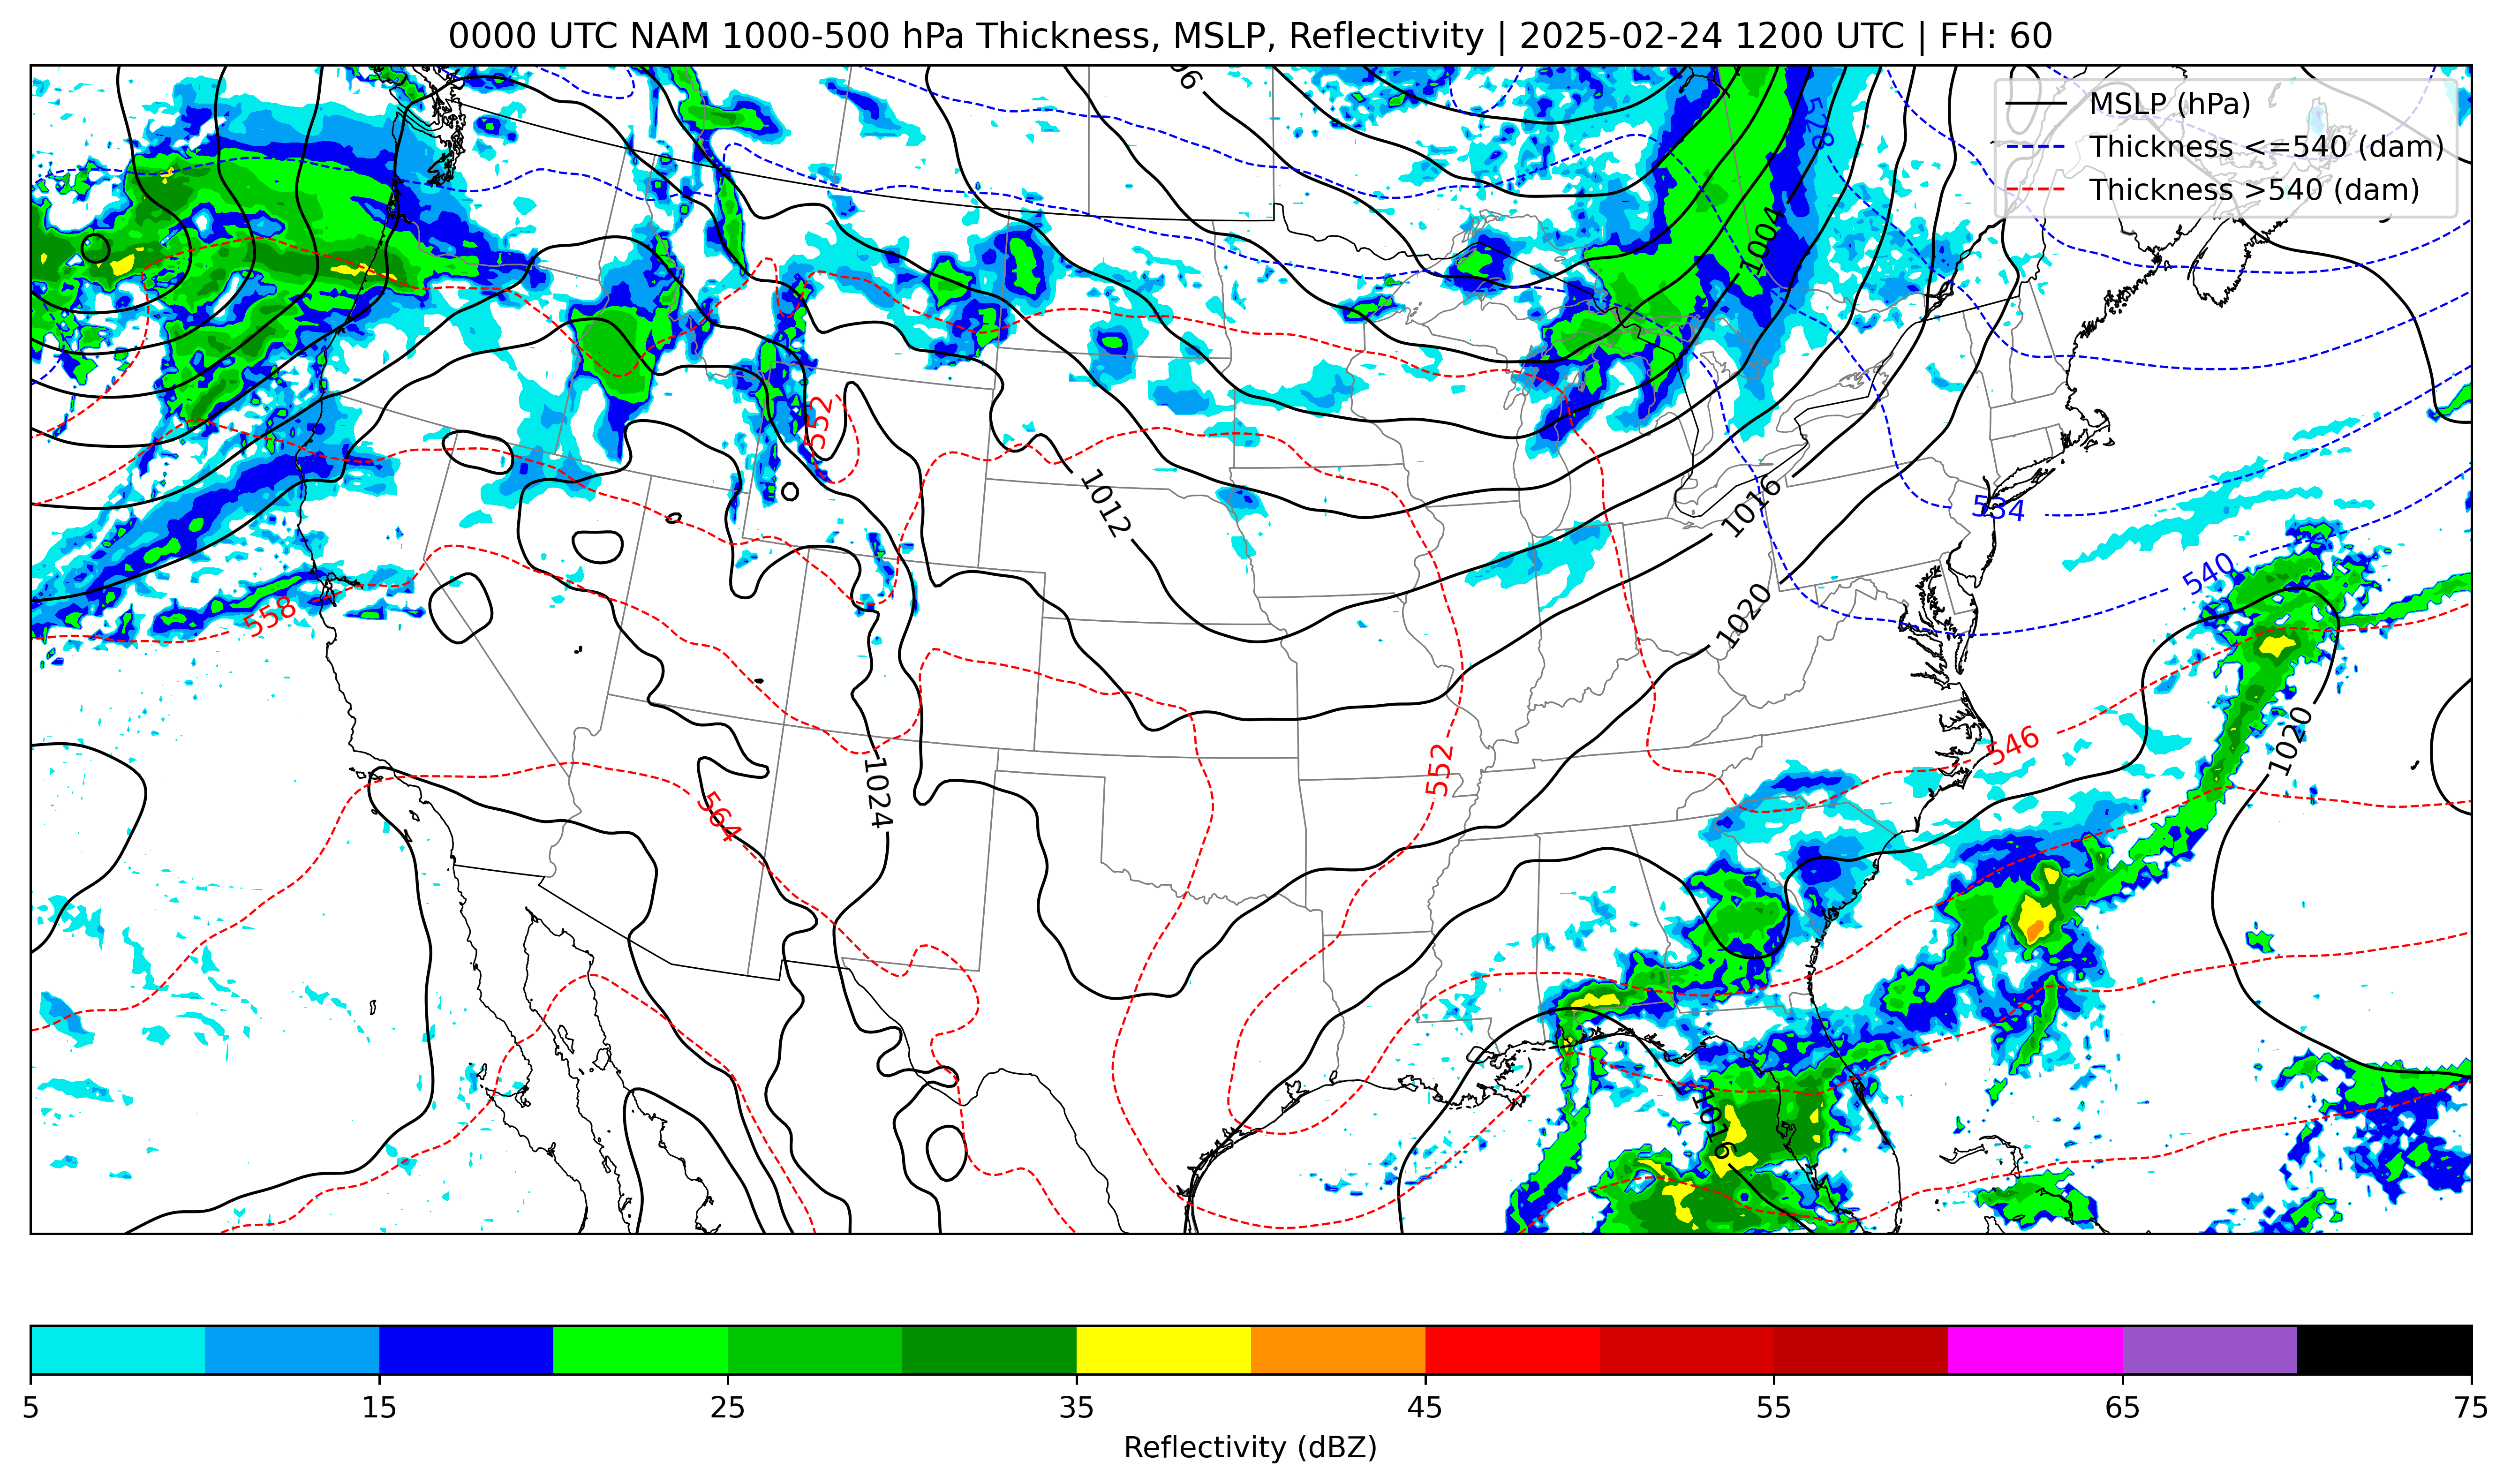 0000 UTC NAM 1000-500 hPa Thickness, MSLP, Reflectivity | 2025-02-24 1200 UTC | FH: 60
MSLP (hPa)
Thickness <=540 (dam)
Thickness >540 (dam)
528
1004
552
1012
1016
534
540
558
1020
546
1020
552
1024
564
1016
5 15 25 35 45 55 65 75
Reflectivity (dBZ)